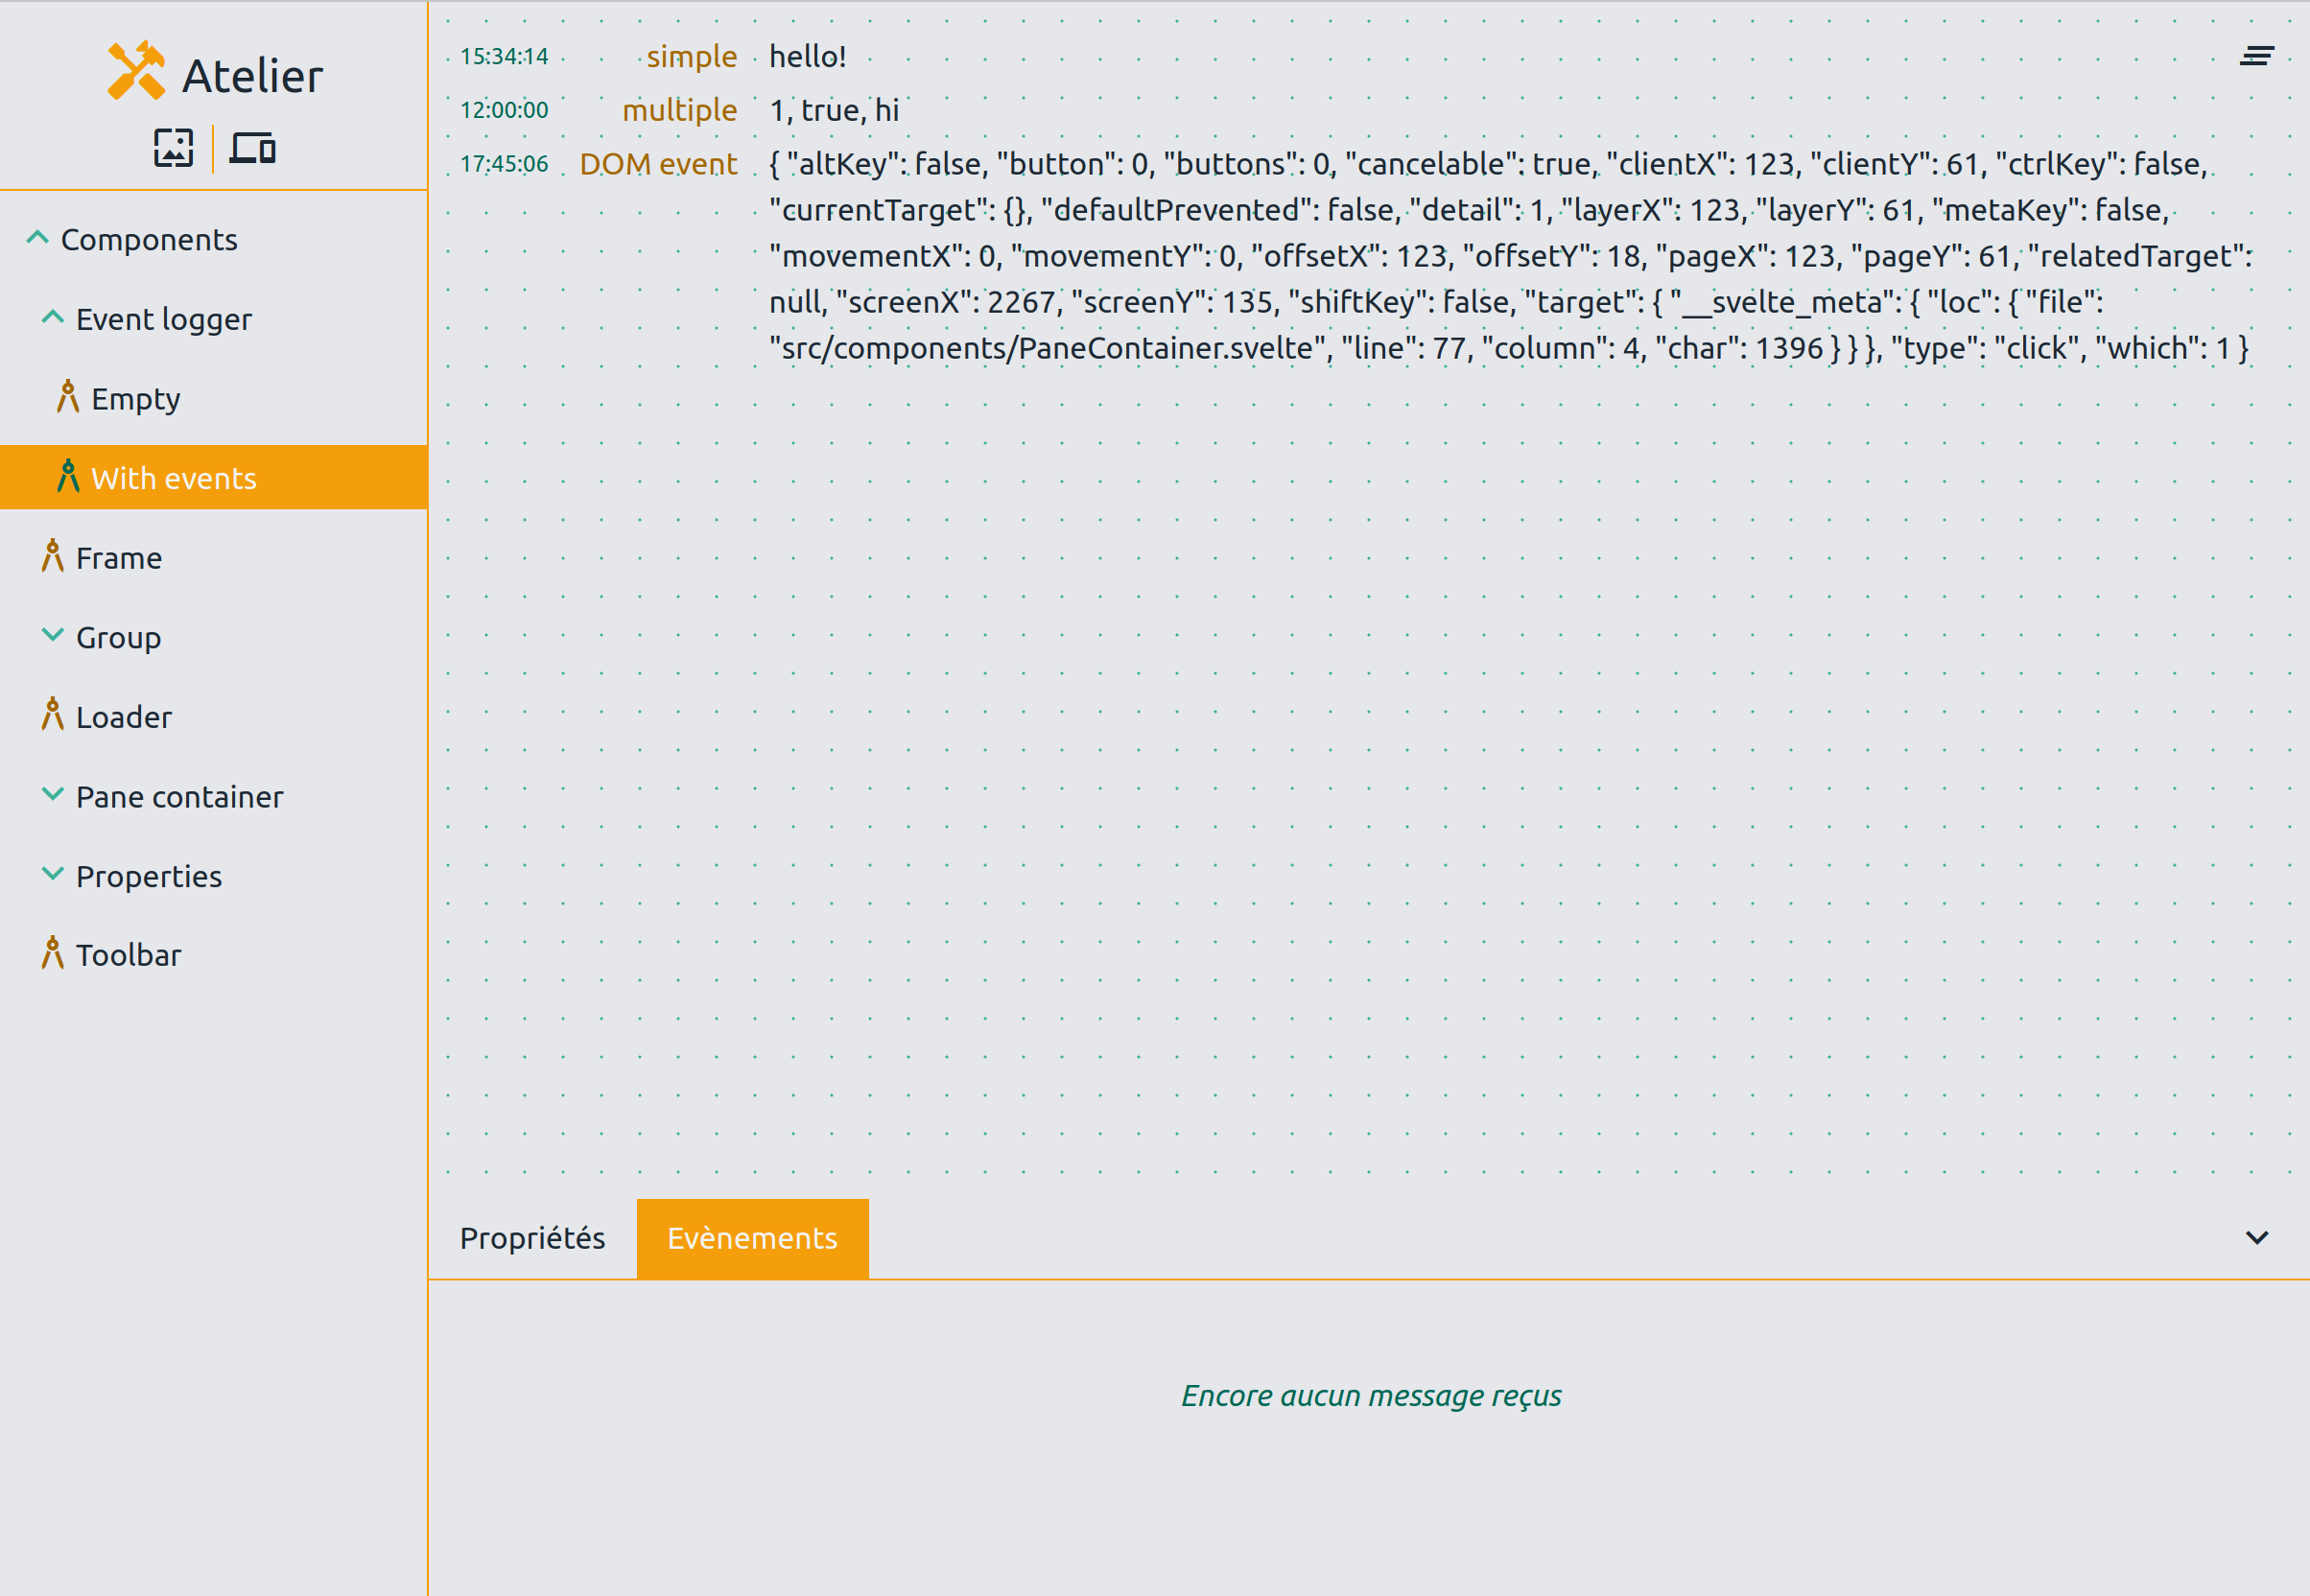 Atelier
Components
Event logger
Empty
With events
Frame
Group
Loader
Pane container
Properties
Toolbar
15:34:14 simple hello!
12:00:00 multiple 1, true, hi
17:45:06 DOM event { "altKey": false, "button": 0, "buttons": 0, "cancelable": true, "clientX": 123, "clientY": 61, "ctrlKey": false,
"currentTarget": {}, "defaultPrevented": false, "detail": 1, "layerX": 123, "layerY": 61, "metaKey": false,
"movementX": 0, "movementY": 0, "offsetX": 123, "offsetY": 18, "pageX": 123, "pageY": 61, "relatedTarget":
null, "screenX": 2267, "screenY": 135, "shiftKey": false, "target": { "__svelte_meta": { "loc": { "file":
"src/components/PaneContainer.svelte", "line": 77, "column": 4, "char": 1396 } } }, "type": "click", "which": 1 }
Propriétés Evènements
Encore aucun message reçus